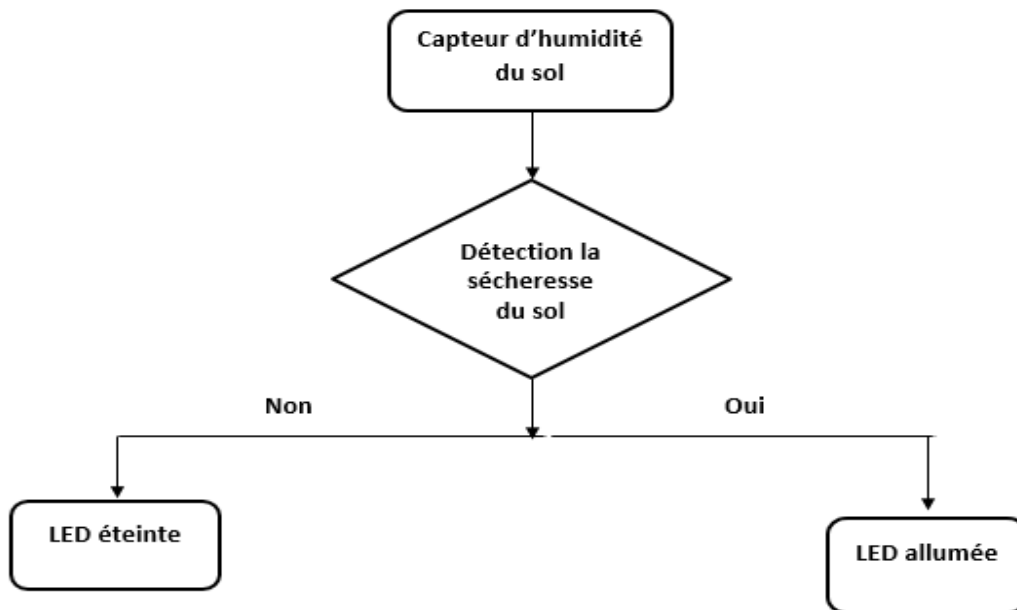 Capteur d’humidité
du sol
Détection la
sécheresse
du sol
Non
Oui
LED éteinte
LED allumée